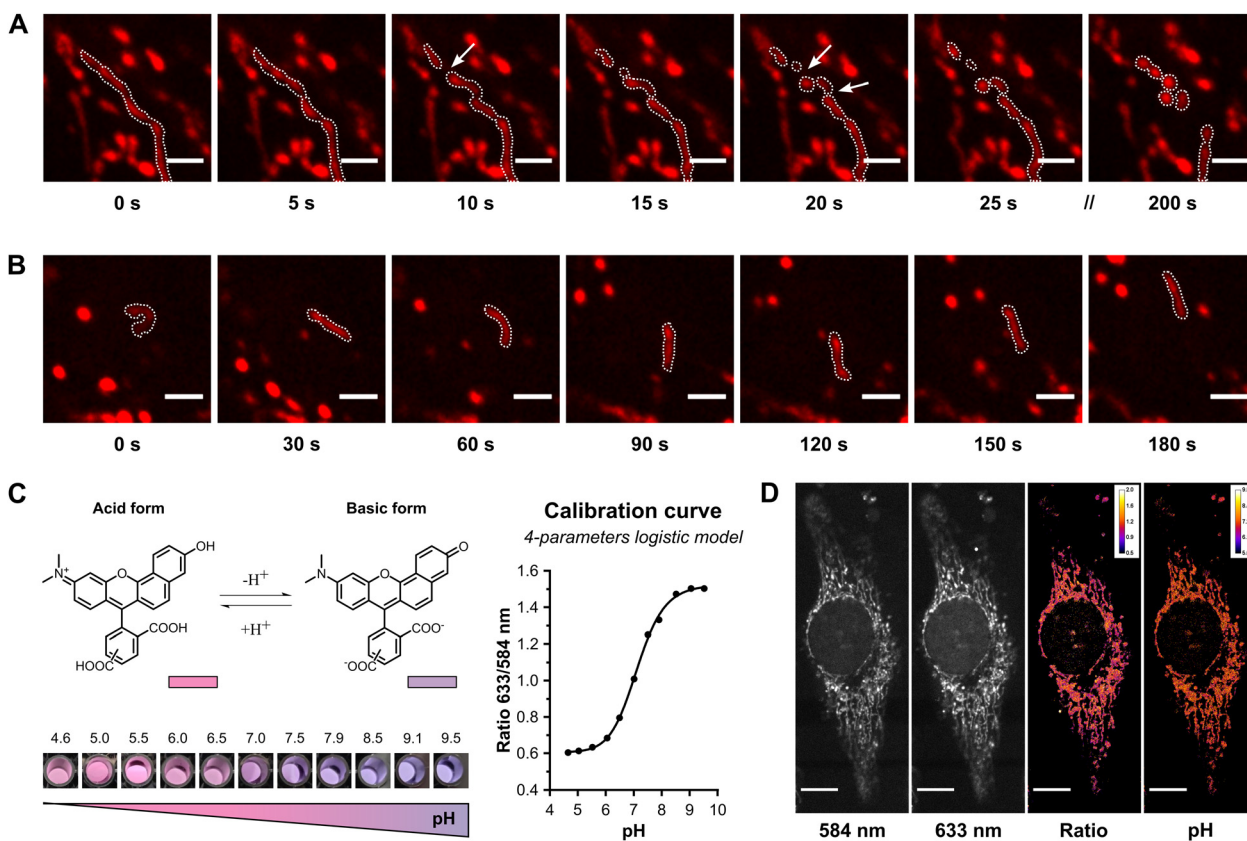 A
0 s
5 s
10 s
15 s
20 s
25 s
//
200 s
B
0 s
30 s
60 s
90 s
120 s
150 s
180 s
C
Acid form
Basic form
OH
N+
O
COOH
HOOC
-H+
+H+
O
N
O
COO-
-OOC
4.6 5.0 5.5 6.0 6.5 7.0 7.5 7.9 8.5 9.1 9.5
pH
Calibration curve
4-parameters logistic model
Ratio 633/584 nm
1.6
1.4
1.2
1.0
0.8
0.6
0.4
4 5 6 7 8 9 10
pH
D
2.0
1.6
1.2
0.9
0.5
584 nm
633 nm
Ratio
pH